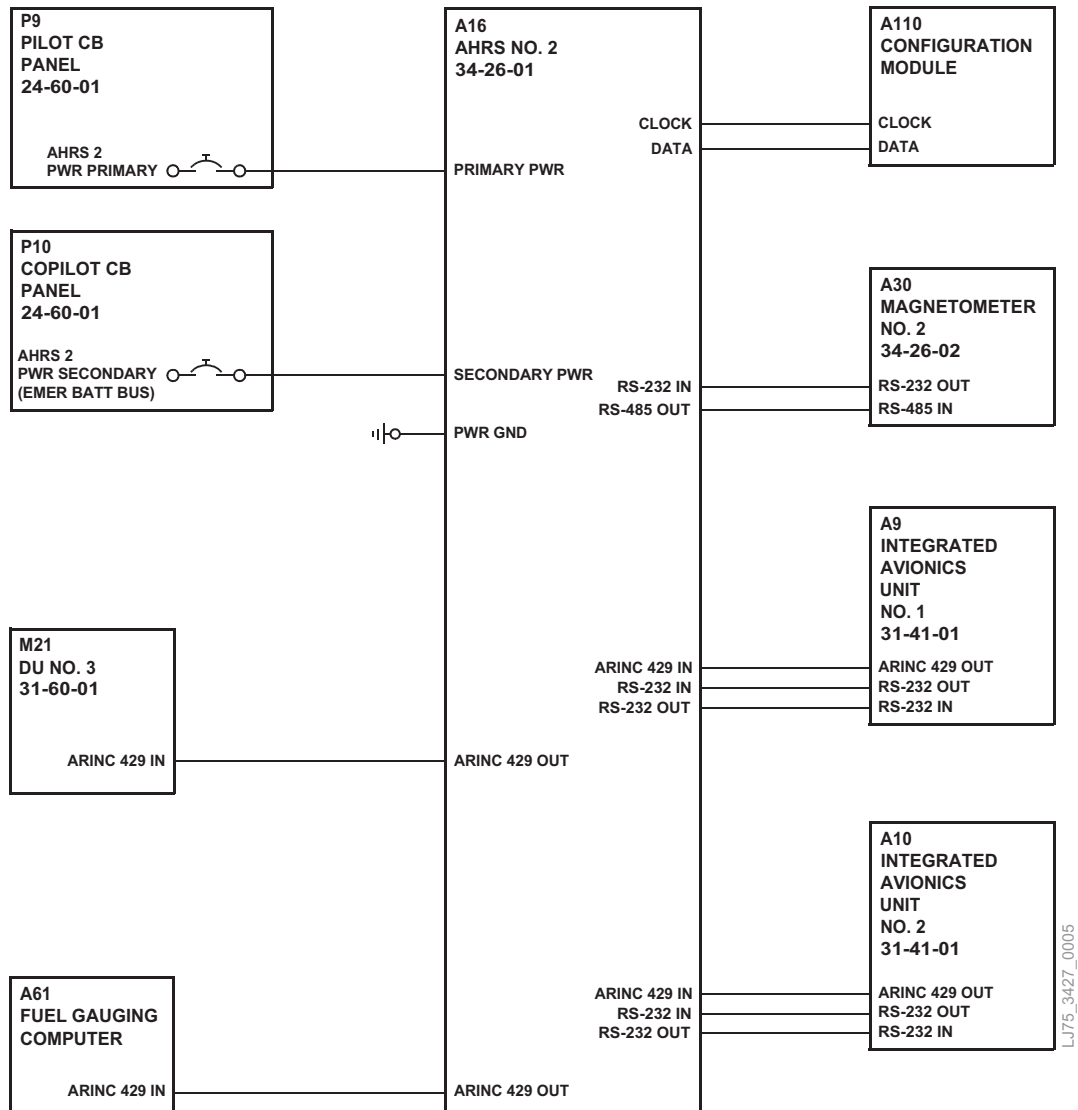 P9
PILOT CB
PANEL
24-60-01
AHRS 2
PWR PRIMARY
P10
COPILOT CB
PANEL
24-60-01
AHRS 2
PWR SECONDARY
(EMER BATT BUS)
M21
DU NO. 3
31-60-01
ARINC 429 IN
A61
FUEL GAUGING
COMPUTER
ARINC 429 IN
A16
AHRS NO. 2
34-26-01
CLOCK
DATA
PRIMARY PWR
SECONDARY PWR
RS-232 IN
RS-485 OUT
PWR GND
ARINC 429 IN
RS-232 IN
RS-232 OUT
ARINC 429 OUT
ARINC 429 IN
RS-232 IN
RS-232 OUT
ARINC 429 OUT
A110
CONFIGURATION
MODULE
CLOCK
DATA
A30
MAGNETOMETER
NO. 2
34-26-02
RS-232 OUT
RS-485 IN
A9
INTEGRATED
AVIONICS
UNIT
NO. 1
31-41-01
ARINC 429 OUT
RS-232 OUT
RS-232 IN
A10
INTEGRATED
AVIONICS
UNIT
NO. 2
31-41-01
ARINC 429 OUT
RS-232 OUT
RS-232 IN
LJ75_3427_0005